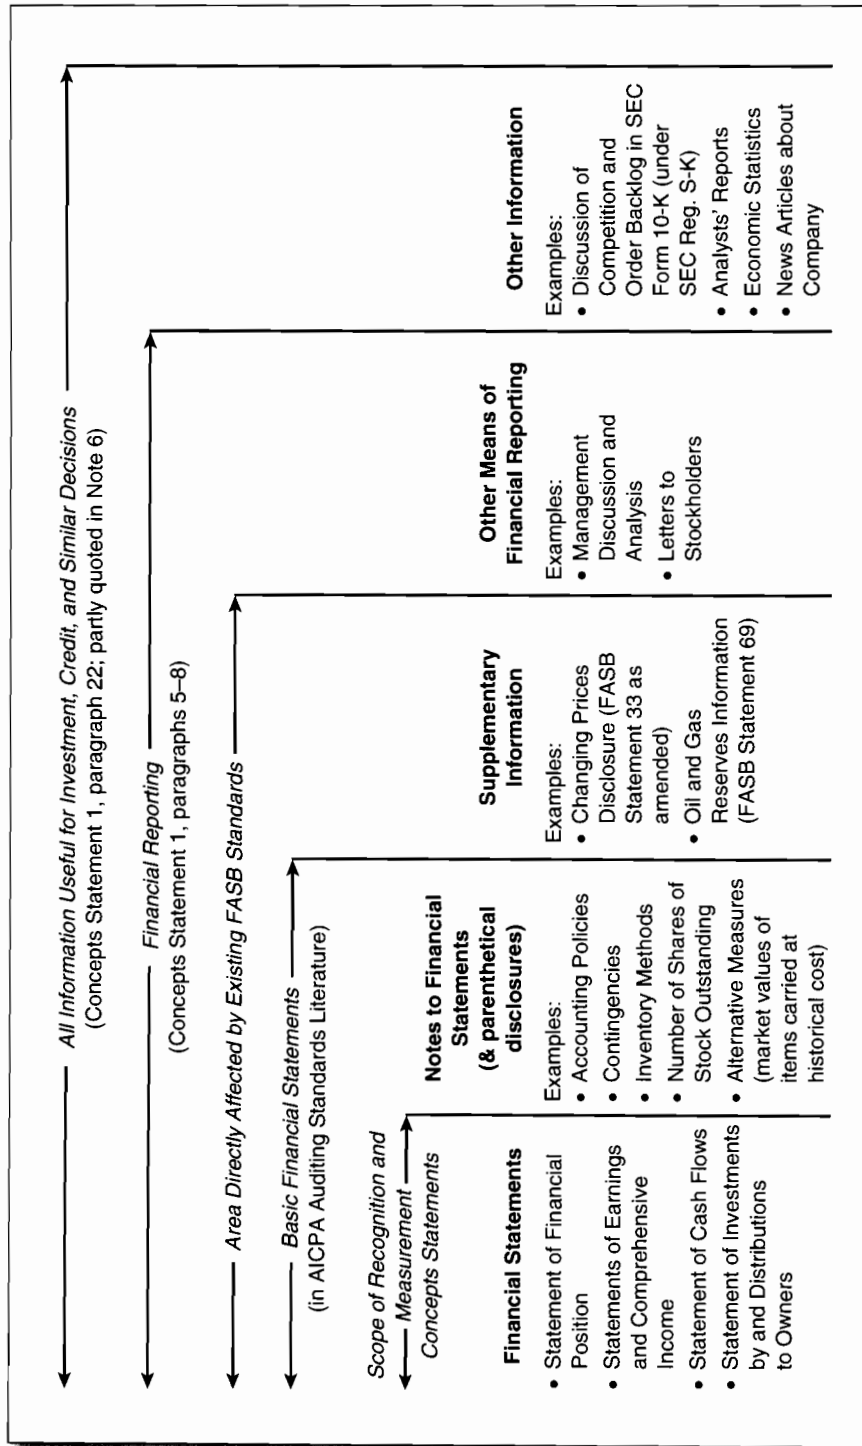 All Information Useful for Investment, Credit, and Similar Decisions
(Concepts Statement 1, paragraph 22; partly quoted in Note 6)
Financial Reporting
(Concepts Statement 1, paragraphs 5–8)
Area Directly Affected by Existing FASB Standards
Basic Financial Statements
(in AICPA Auditing Standards Literature)
Scope of Recognition and
Measurement
Concepts Statements
Financial Statements
• Statement of Financial
Position
• Statements of Earnings
and Comprehensive
Income
• Statement of Cash Flows
• Statement of Investments
by and Distributions
to Owners
Notes to Financial
Statements
(& parenthetical
disclosures)
Examples:
• Accounting Policies
• Contingencies
• Inventory Methods
• Number of Shares of
Stock Outstanding
• Alternative Measures
(market values of
items carried at
historical cost)
Supplementary
Information
Examples:
• Changing Prices
Disclosure (FASB
Statement 33 as
amended)
• Oil and Gas
Reserves Information
(FASB Statement 69)
Other Means of
Financial Reporting
Examples:
• Management
Discussion and
Analysis
• Letters to
Stockholders
Other Information
Examples:
• Discussion of
Competition and
Order Backlog in SEC
Form 10-K (under
SEC Reg. S-K)
• Analysts' Reports
• Economic Statistics
• News Articles about
Company